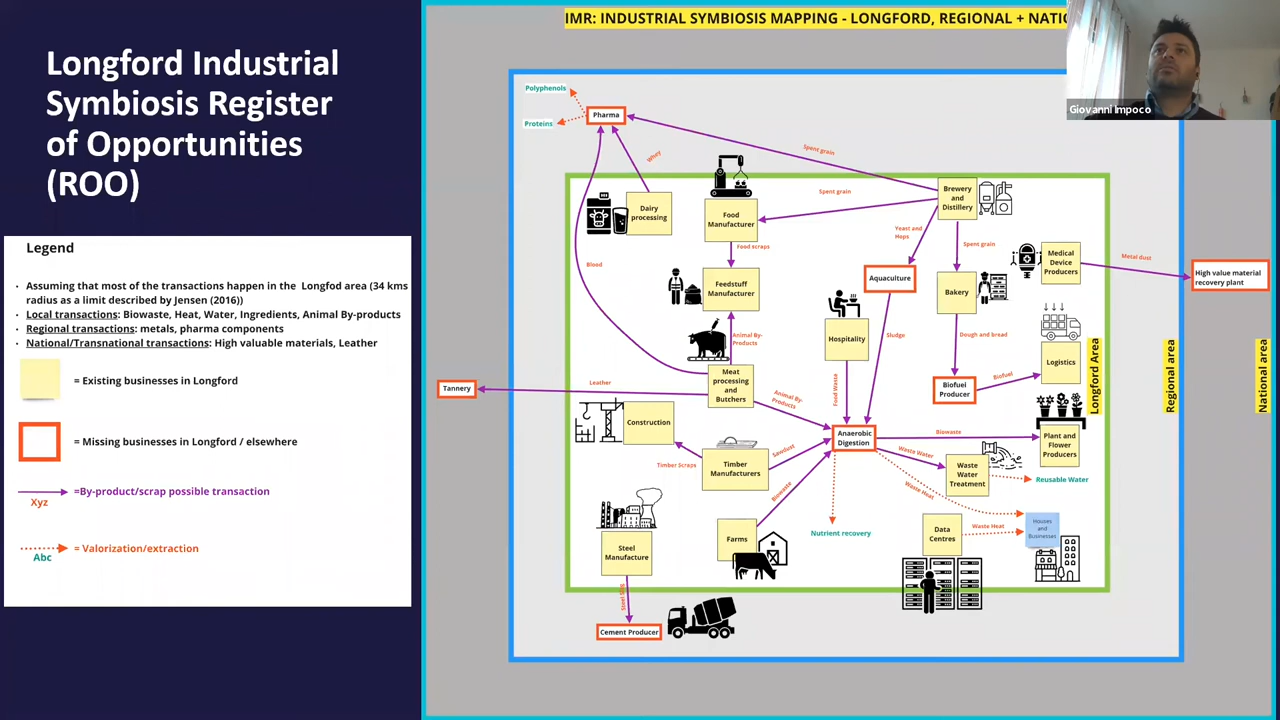 Longford Industrial
Symbiosis Register
of Opportunities
(ROO)
Legend
· Assuming that most of the transactions happen in the Longfod area (34 kms
radius as a limit described by Jensen (2016))
· Local transactions: Biowaste, Heat, Water, Ingredients, Animal By-products
· Regional transactions: metals, pharma components
· National/Transnational transactions: High valuable materials, Leather
= Existing businesses in Longford
= Missing businesses in Longford / elsewhere
=By-product/scrap possible transaction
Xyz
= Valorization/extraction
Abc
IMR: INDUSTRIAL SYMBIOSIS MAPPING - LONGFORD, REGIONAL + NATIO
Giovanni Impoco
Polyphenols
Proteins
Pharma
Whey
Spent grain
Spent grain
Dairy
processing
Food
Manufacturer
Brewery
and
Distillery
Yeast and
Hops
Spent grain
Food scraps
Blood
Feedstuff
Manufacturer
Aquaculture
Bakery
Medical
Device
Producers
Metal dust
High value material
recovery plant
Animal By-
Products
Hospitality
Sludge
Dough and bread
Logistics
Biofuel
Biofuel
Producer
Longford Area
Regional area
National area
Tannery
Leather
Meat
processing
and
Butchers
Animal By-
Products
Food Waste
Construction
Timber Scraps
Timber
Manufacturers
Sawdust
Anaerobic
Digestion
Biowaste
Plant and
Flower
Producers
Waste Water
Waste
Water
Treatment
Reusable Water
Waste Heat
Biowaste
Nutrient recovery
Farms
Data
Centres
Waste Heat
Houses
and
Businesses
Steel
Manufacture
Steel Slag
Cement Producer